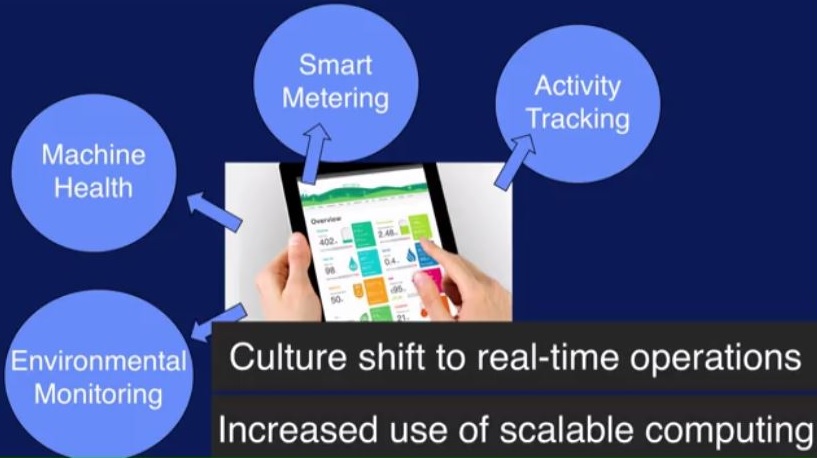 Smart
Metering
Activity
Tracking
Machine
Health
Overview
402
2.48
98
0.4
50
21
Environmental
Monitoring
Culture shift to real-time operations
Increased use of scalable computing